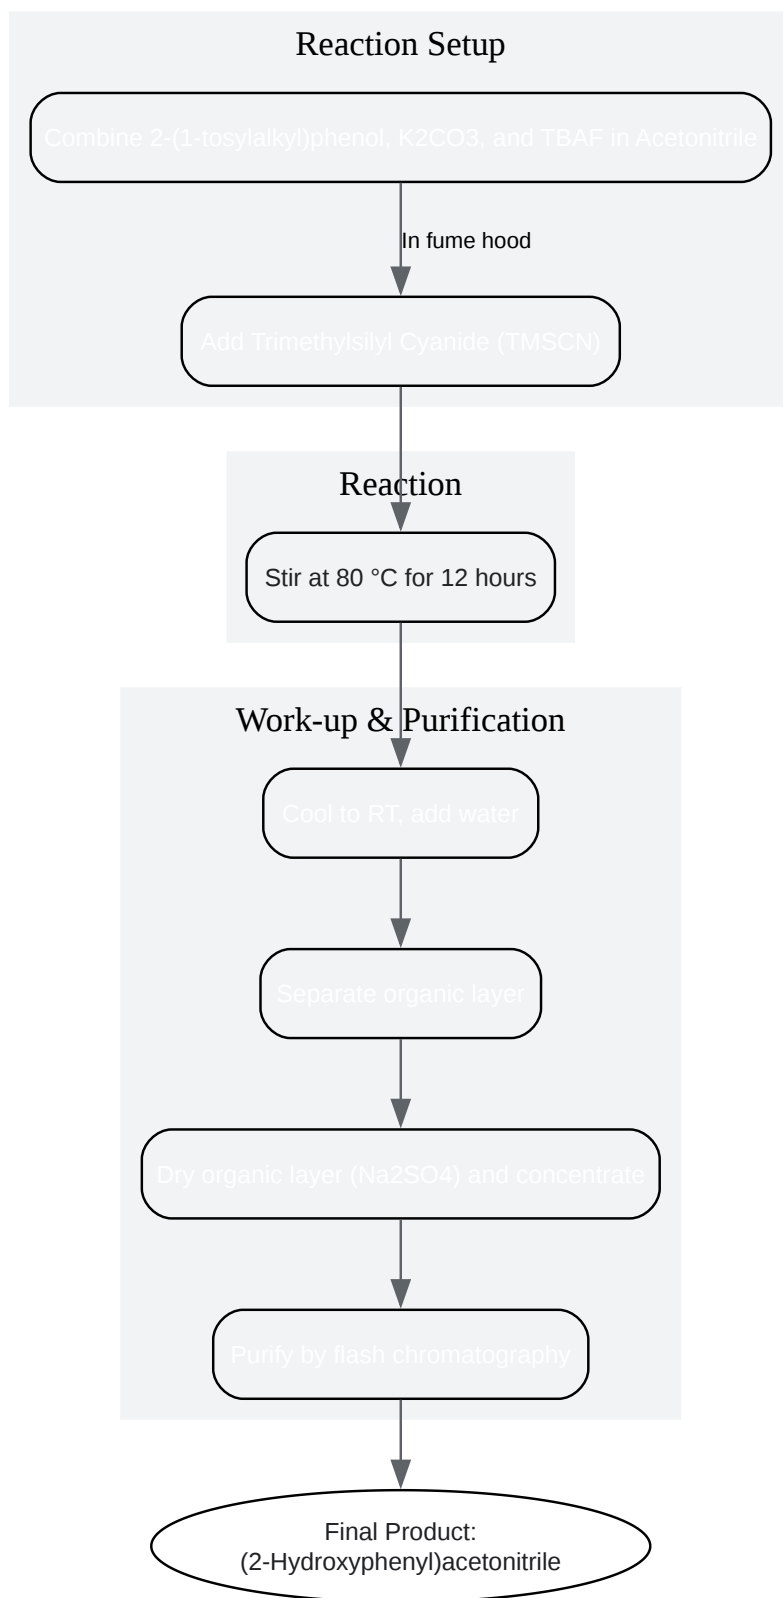 Reaction Setup
Combine 2-(1-tosylalkyl)phenol, K2CO3, and TBAF in Acetonitrile
In fume hood
Add Trimethylsilyl Cyanide (TMSCN)
Reaction
Stir at 80 °C for 12 hours
Work-up & Purification
Cool to RT, add water
Separate organic layer
Dry organic layer (Na2SO4) and concentrate
Purify by flash chromatography
Final Product:
(2-Hydroxyphenyl)acetonitrile